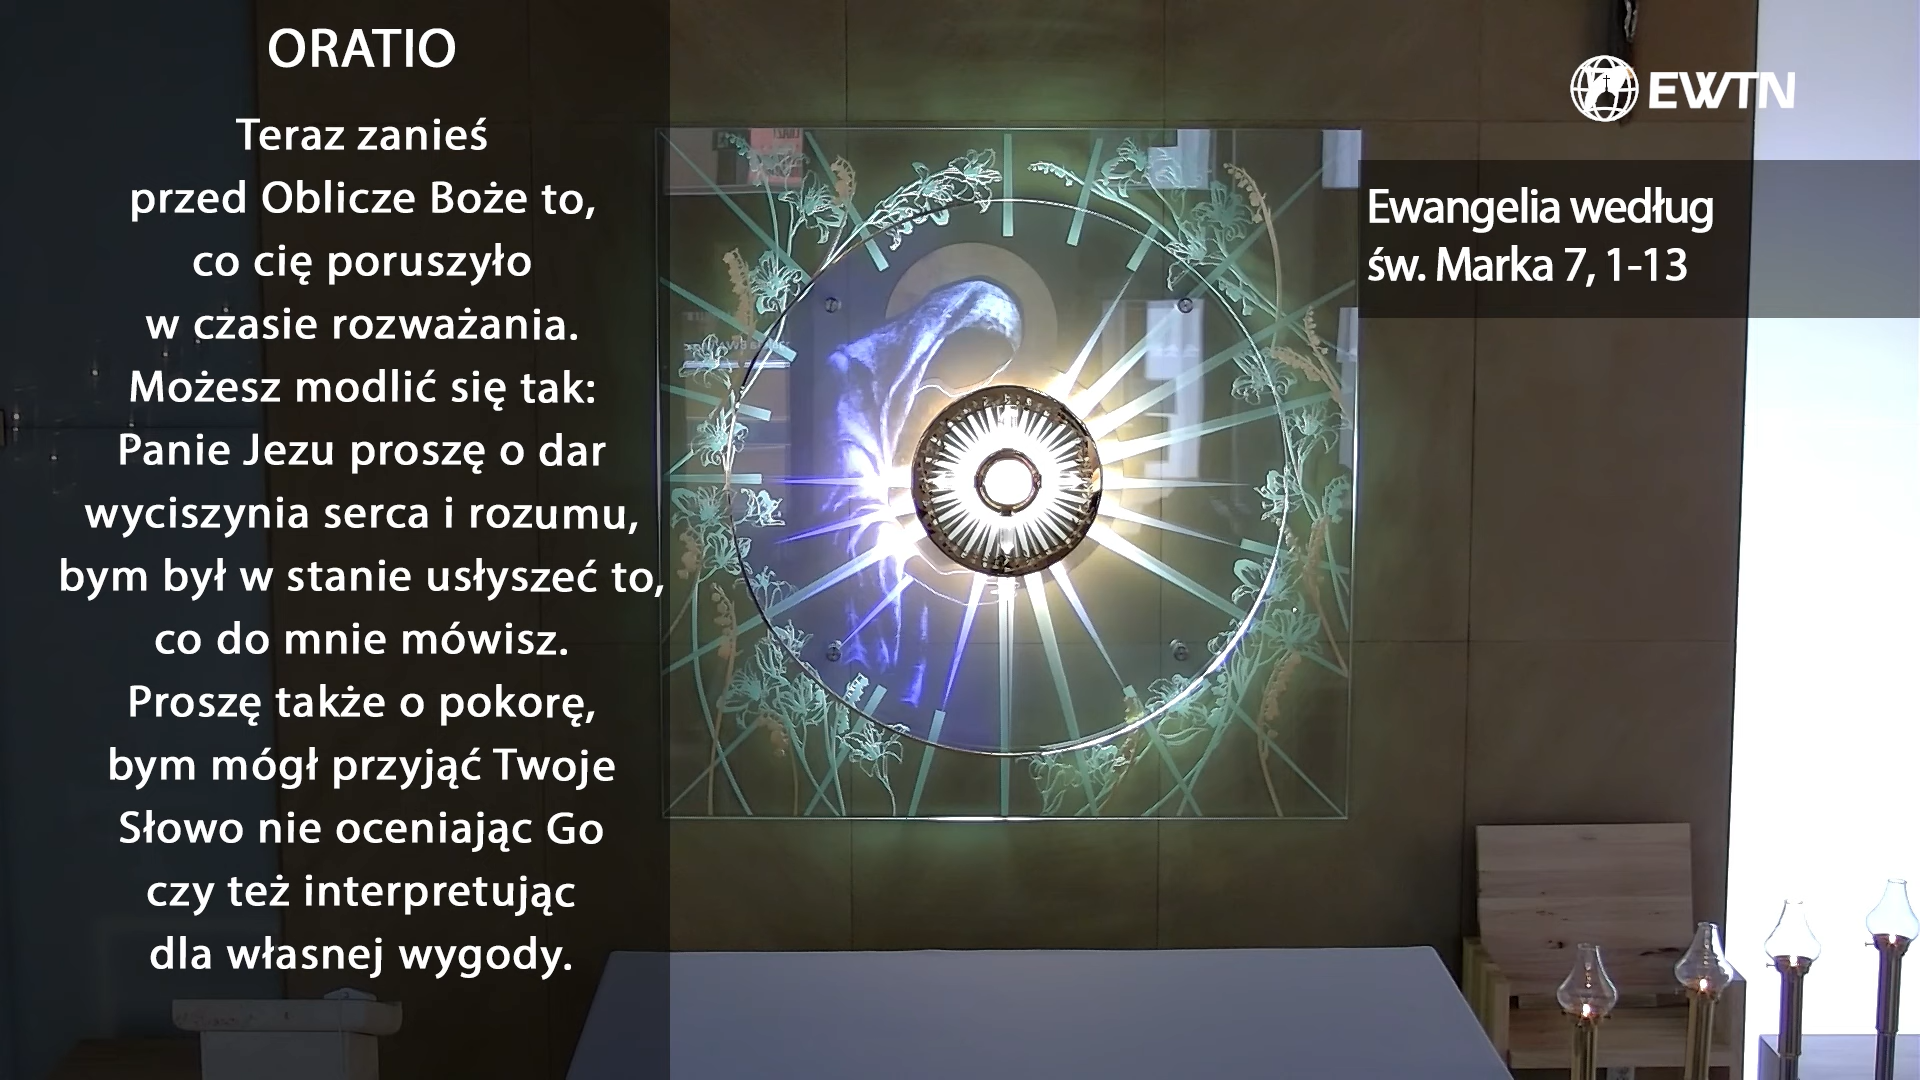 ORATIO
Teraz zanieś
przed Oblicze Boże to,
co cię poruszyło
w czasie rozważania.
Możesz modlić się tak:
Panie Jezu proszę o dar
wyciszynia serca i rozumu,
bym był w stanie usłyszeć to,
co do mnie mówisz.
Proszę także o pokorę,
bym mógł przyjąć Twoje
Słowo nie oceniając Go
czy też interpretując
dla własnej wygody.
EWTN
Ewangelia według
św. Marka 7, 1-13